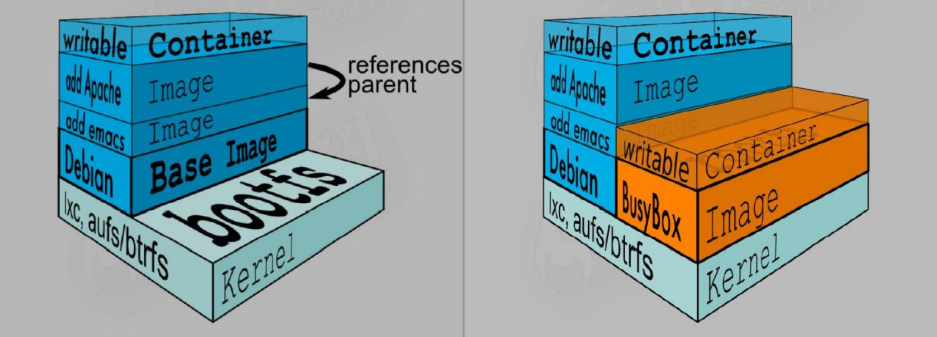 writable Container
add Apache Image
references
parent
add emacs Image
Debian Base Image
bootfs
lxc, aufs/btrfs Kernel
writable Container
add Apache Image
add emacs Image
writable Container
Debian
BusyBox Image
lxc, aufs/btrfs Kernel